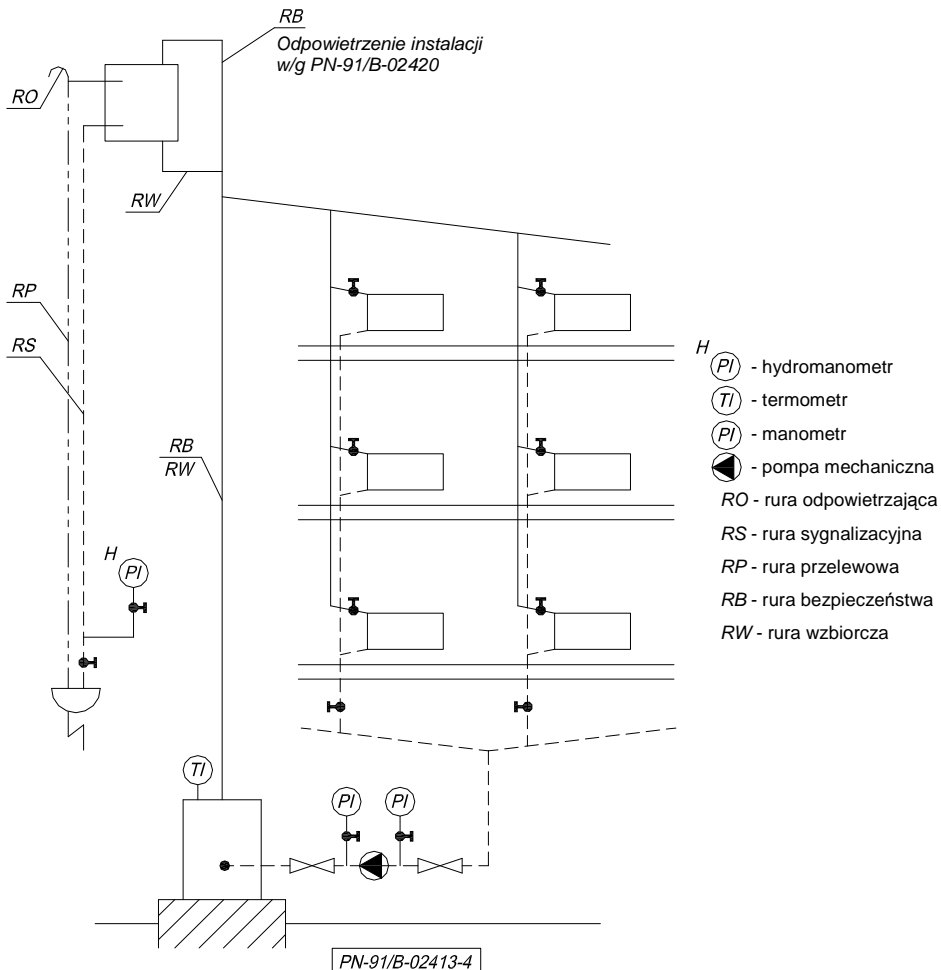 RB
Odpowietrzenie instalacji
w/g PN-91/B-02420
RO
RW
RP
RS
RB
RW
H
PI
TI
PI
PI
H
PI - hydromanometr
TI - termometr
PI - manometr
- pompa mechaniczna
RO - rura odpowietrzająca
RS - rura sygnalizacyjna
RP - rura przelewowa
RB - rura bezpieczeństwa
RW - rura wzbiorcza
PN-91/B-02413-4